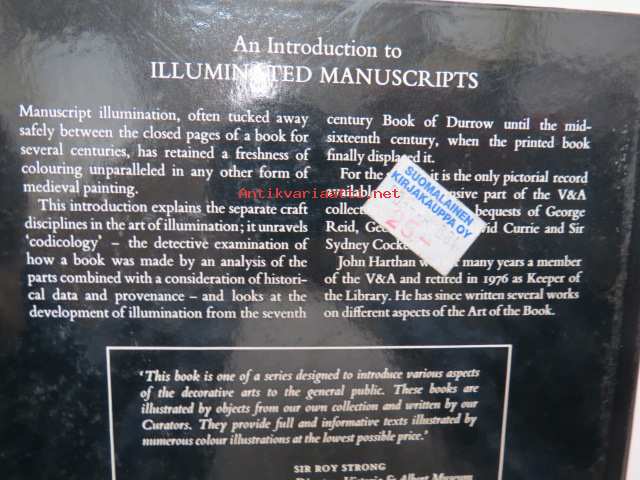 An Introduction to
ILLUMINATED MANUSCRIPTS
Manuscript illumination, often tucked away
safely between the closed pages of a book for
several centuries, has retained a freshness of
colouring unparalleled in any other form of
medieval painting.
This introduction explains the separate craft
disciplines in the art of illumination; it unravels
'codicology' – the detective examination of
how a book was made by an analysis of the
parts combined with a consideration of histori-
cal data and provenance – and looks at the
development of illumination from the seventh
century Book of Durrow until the mid-
sixteenth century, when the printed book
finally displaced it.
For the it is the only pictorial record
part of the V&A
bequests of George
Reid, Currie and Sir
Sydney
John Harthan many years a member
of the V&A and retired in 1976 as Keeper of
the Library. He has since written several works
on different aspects of the Art of the Book.
SUOMALAINEN
KIRJAKAUPPA OY
Antikvariaatti.net
'This book is one of a series designed to introduce various aspects
of the decorative arts to the general public. These books are
illustrated by objects from our own collection and written by our
Curators. They provide full and informative texts illustrated by
numerous colour illustrations at the lowest possible price.'
SIR ROY STRONG
Victoria & Albert Museum